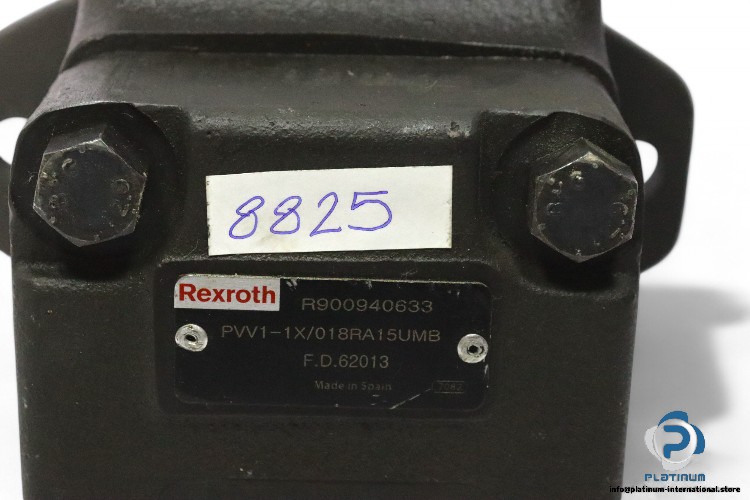 8825
Rexroth
R900940633
PVV1-1X/018RA15UMB
F.D.62013
Made in Spain
PLATINUM
info@platinum-international.store